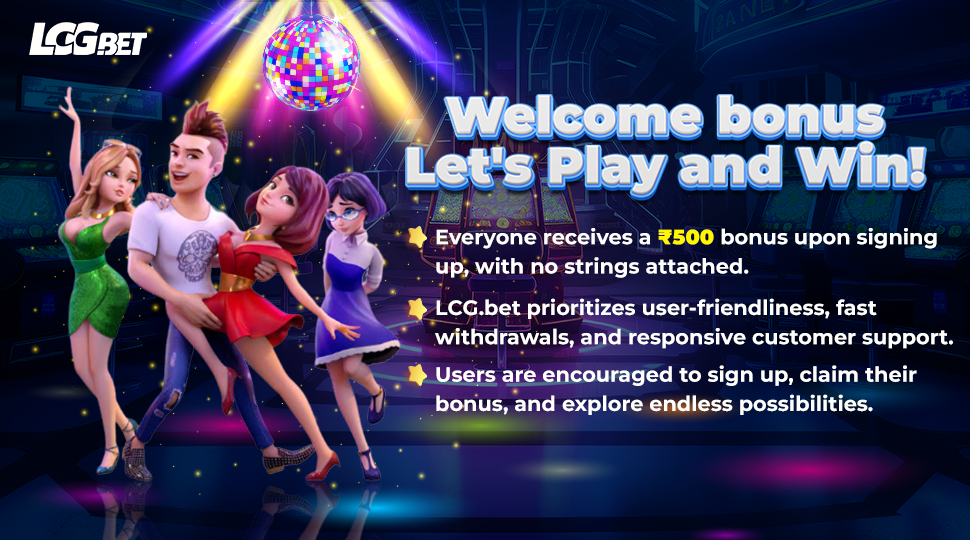 LCG.BET
Welcome bonus
Let's Play and Win!
Everyone receives a ₹500 bonus upon signing
up, with no strings attached.
LCG.bet prioritizes user-friendliness, fast
withdrawals, and responsive customer support.
Users are encouraged to sign up, claim their
bonus, and explore endless possibilities.